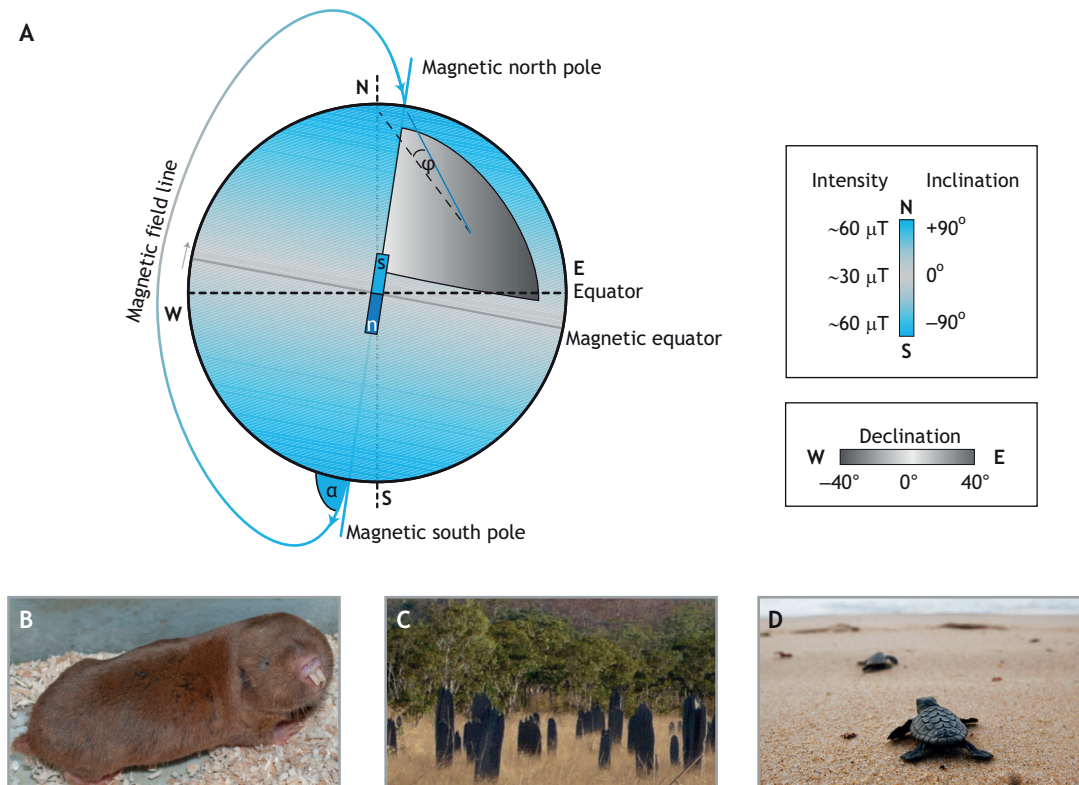 A
Magnetic north pole
N
φ
Magnetic field line
s
E
Equator
W
n
Magnetic equator
α
S
Magnetic south pole
Intensity Inclination
N
~60 μT +90°
~30 μT 0°
~60 μT –90°
S
Declination
W E
–40° 0° 40°
B
C
D